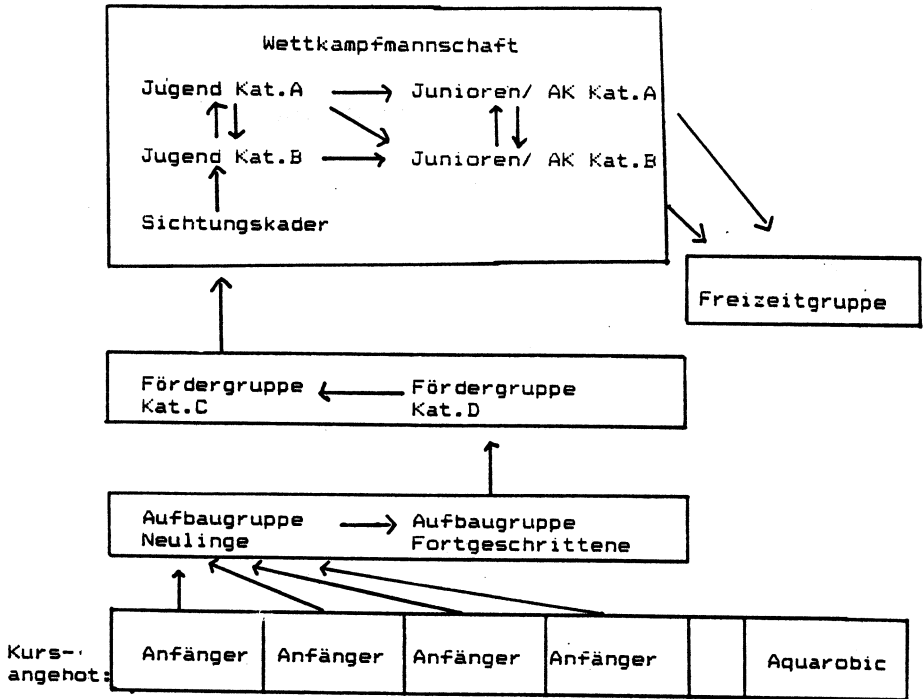 Wettkampfmannschaft
Jugend Kat.A Junioren/ AK Kat.A
Jugend Kat.B Junioren/ AK Kat.B
Sichtungskader
Freizeitgruppe
Fördergruppe Fördergruppe
Kat.C Kat.D
Aufbaugruppe Aufbaugruppe
Neulinge Fortgeschrittene
Kurs-
angebot: Anfänger Anfänger Anfänger Anfänger Aquarobic